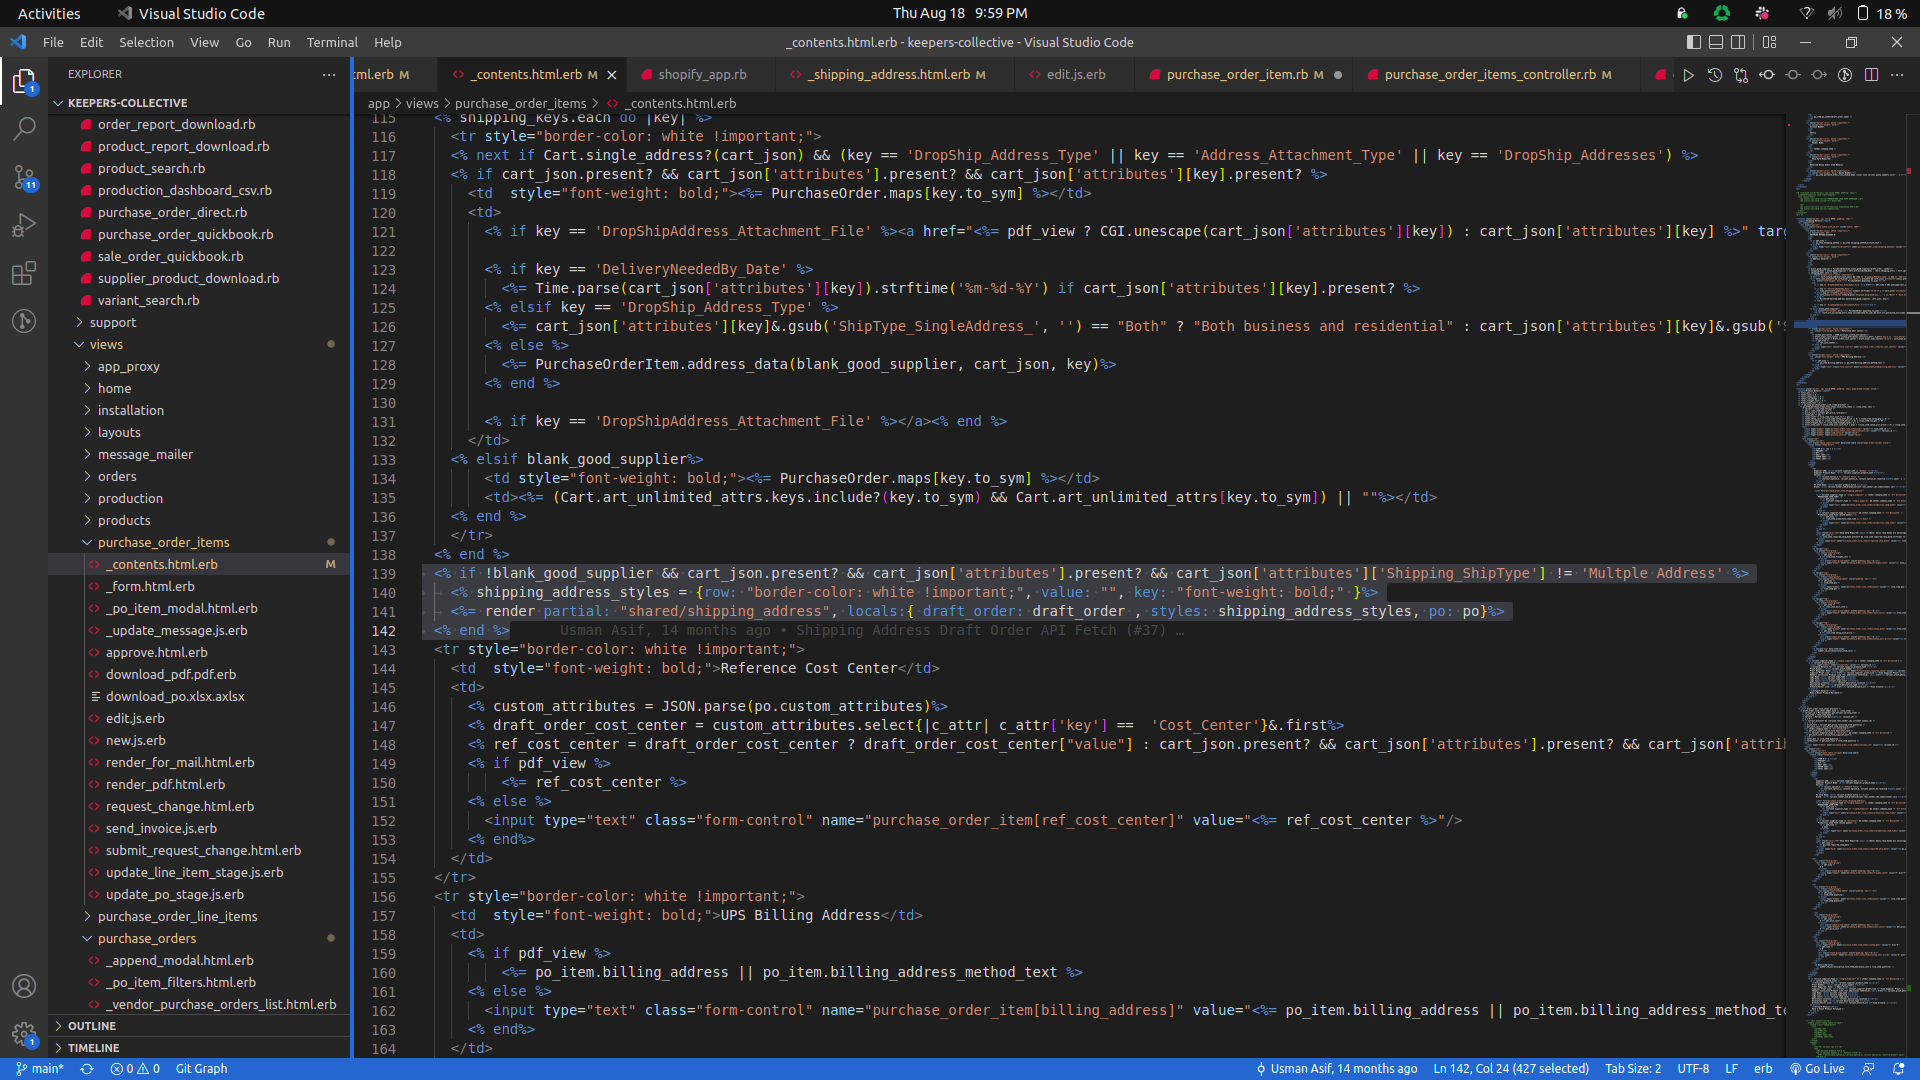 Activities
Visual Studio Code
Thu Aug 18 9:59 PM
18 %
File Edit Selection View Go Run Terminal Help
_contents.html.erb - keepers-collective - Visual Studio Code
EXPLORER
tml.erb M
_contents.html.erb M
shopify_app.rb
_shipping_address.html.erb M
edit.js.erb
purchase_order_item.rb M
purchase_order_items_controller.rb M
app > views > purchase_order_items > _contents.html.erb
KEEPERS-COLLECTIVE
order_report_download.rb
product_report_download.rb
product_search.rb
production_dashboard_csv.rb
purchase_order_direct.rb
purchase_order_quickbook.rb
sale_order_quickbook.rb
supplier_product_download.rb
variant_search.rb
support
views
app_proxy
home
installation
layouts
message_mailer
orders
production
products
purchase_order_items
_contents.html.erb M
_form.html.erb
_po_item_modal.html.erb
_update_message.js.erb
approve.html.erb
download_pdf.pdf.erb
download_po.xlsx.axlsx
edit.js.erb
new.js.erb
render_for_mail.html.erb
render_pdf.html.erb
request_change.html.erb
send_invoice.js.erb
submit_request_change.html.erb
update_line_item_stage.js.erb
update_po_stage.js.erb
purchase_order_line_items
purchase_orders
_append_modal.html.erb
_po_item_filters.html.erb
_vendor_purchase_orders_list.html.erb
OUTLINE
TIMELINE
1
11
1
115 <% shipping_keys.each do |key| %>
116 <tr style="border-color: white !important;">
117 <% next if Cart.single_address?(cart_json) && (key == 'DropShip_Address_Type' || key == 'Address_Attachment_Type' || key == 'DropShip_Addresses') %>
118 <% if cart_json.present? && cart_json['attributes'].present? && cart_json['attributes'][key].present? %>
119 <td  style="font-weight: bold;"><%= PurchaseOrder.maps[key.to_sym] %></td>
120 <td>
121 <% if key == 'DropShipAddress_Attachment_File' %><a href="<%= pdf_view ? CGI.unescape(cart_json['attributes'][key]) : cart_json['attributes'][key] %>" targ
122
123 <% if key == 'DeliveryNeededBy_Date' %>
124 <%= Time.parse(cart_json['attributes'][key]).strftime('%m-%d-%Y') if cart_json['attributes'][key].present? %>
125 <% elsif key == 'DropShip_Address_Type' %>
126 <%= cart_json['attributes'][key]&.gsub('ShipType_SingleAddress_', '') == "Both" ? "Both business and residential" : cart_json['attributes'][key]&.gsub('S
127 <% else %>
128 <%= PurchaseOrderItem.address_data(blank_good_supplier, cart_json, key)%>
129 <% end %>
130
131 <% if key == 'DropShipAddress_Attachment_File' %></a><% end %>
132 </td>
133 <% elsif blank_good_supplier%>
134 <td style="font-weight: bold;"><%= PurchaseOrder.maps[key.to_sym] %></td>
135 <td><%= (Cart.art_unlimited_attrs.keys.include?(key.to_sym) && Cart.art_unlimited_attrs[key.to_sym]) || ""%></td>
136 <% end %>
137 </tr>
138 <% end %>
139 <% if !blank_good_supplier && cart_json.present? && cart_json['attributes'].present? && cart_json['attributes']['Shipping_ShipType'] != 'Multple Address' %>
140 <% shipping_address_styles = {row: "border-color: white !important;", value: "", key: "font-weight: bold;" }%>
141 <%= render partial: "shared/shipping_address", locals:{ draft_order: draft_order , styles: shipping_address_styles, po: po}%>
142 <% end %> Usman Asif, 14 months ago • Shipping Address Draft Order API Fetch (#37) …
143 <tr style="border-color: white !important;">
144 <td  style="font-weight: bold;">Reference Cost Center</td>
145 <td>
146 <% custom_attributes = JSON.parse(po.custom_attributes)%>
147 <% draft_order_cost_center = custom_attributes.select{|c_attr| c_attr['key'] ==  'Cost_Center'}&.first%>
148 <% ref_cost_center = draft_order_cost_center ? draft_order_cost_center["value"] : cart_json.present? && cart_json['attributes'].present? && cart_json['attri
149 <% if pdf_view %>
150 <%= ref_cost_center %>
151 <% else %>
152 <input type="text" class="form-control" name="purchase_order_item[ref_cost_center]" value="<%= ref_cost_center %>"/>
153 <% end%>
154 </td>
155 </tr>
156 <tr style="border-color: white !important;">
157 <td  style="font-weight: bold;">UPS Billing Address</td>
158 <td>
159 <% if pdf_view %>
160 <%= po_item.billing_address || po_item.billing_address_method_text %>
161 <% else %>
162 <input type="text" class="form-control" name="purchase_order_item[billing_address]" value="<%= po_item.billing_address || po_item.billing_address_method_te
163 <% end%>
164 </td>
main* 0 0 Git Graph
Usman Asif, 14 months ago Ln 142, Col 24 (427 selected) Tab Size: 2 UTF-8 LF erb Go Live